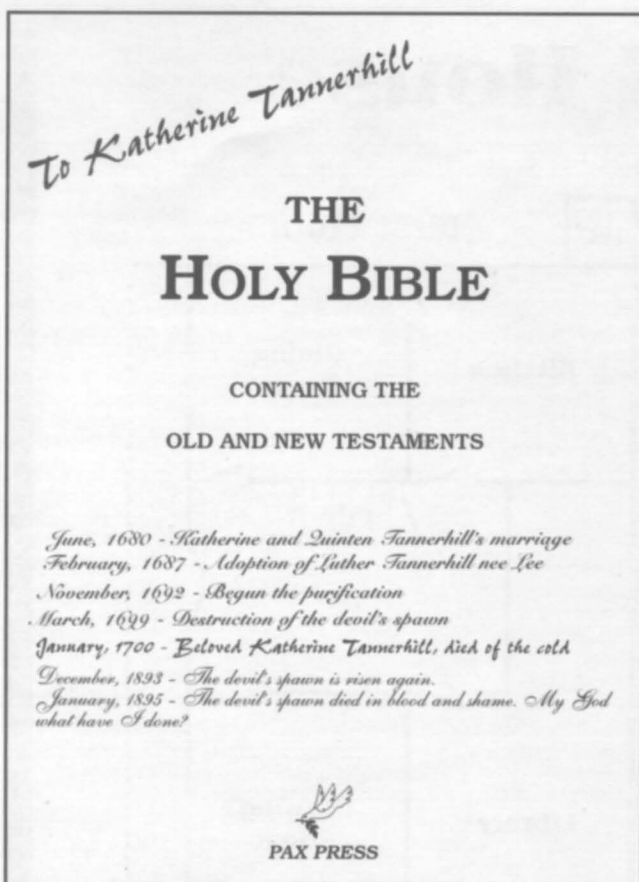 To Katherine Tannerhill
THE
HOLY BIBLE
CONTAINING THE
OLD AND NEW TESTAMENTS
June, 1680 - Katherine and Quinten Tannerhill's marriage
February, 1687 - Adoption of Luther Tannerhill nee Lee
November, 1692 - Begun the purification
March, 1699 - Destruction of the devil's spawn
January, 1700 - Beloved Katherine Tannerhill, died of the cold
December, 1893 - The devil's spawn is risen again.
January, 1895 - The devil's spawn died in blood and shame. My God
what have I done?
PAX PRESS